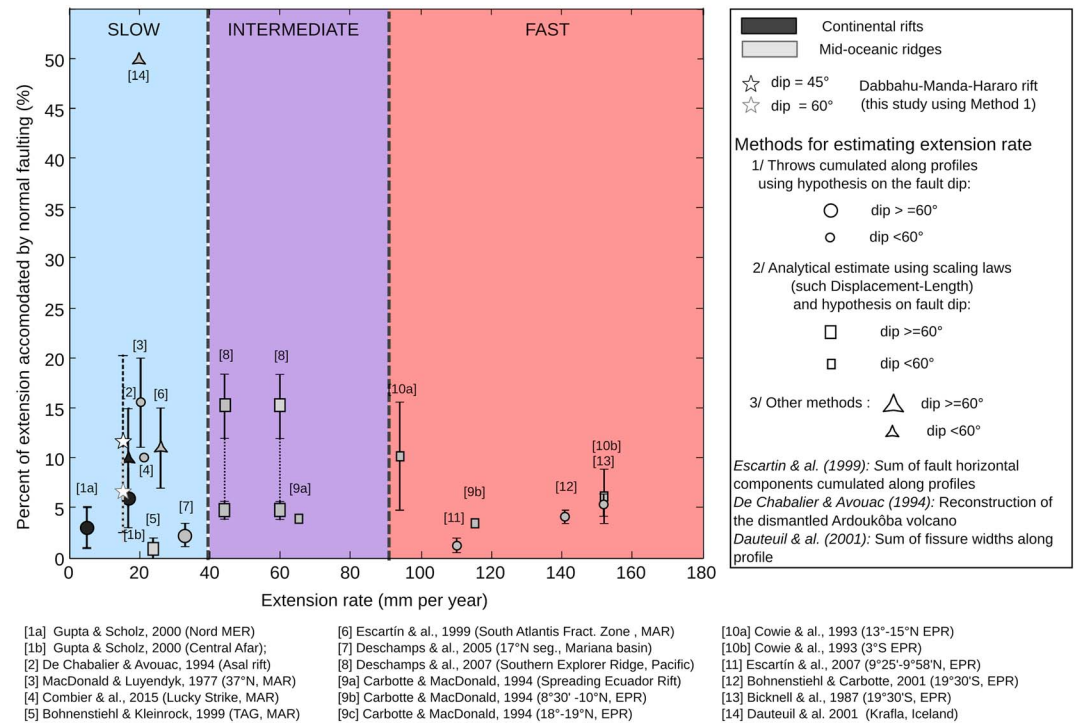 SLOW
INTERMEDIATE
FAST
Percent of extension accomodated by normal faulting (%)
50
45
40
35
30
25
20
15
10
5
0
[14]
[3]
[2]
[6]
[4]
[1a]
[1b]
[5]
[7]
[8]
[8]
[9a]
[10a]
[9b]
[11]
[12]
[10b]
[13]
0 20 40 60 80 100 120 140 160 180
Extension rate (mm per year)
Continental rifts
Mid-oceanic ridges
dip = 45°
dip = 60°
Dabbahu-Manda-Hararo rift
(this study using Method 1)
Methods for estimating extension rate
1/ Throws cumulated along profiles
using hypothesis on the fault dip:
dip > =60°
dip <60°
2/ Analytical estimate using scaling laws
(such Displacement-Length)
and hypothesis on fault dip:
dip >=60°
dip <60°
3/ Other methods :
dip >=60°
dip <60°
Escartin & al. (1999): Sum of fault horizontal
components cumulated along profiles
De Chabalier & Avouac (1994): Reconstruction of
the dismantled Ardoukôba volcano
Dauteuil & al. (2001): Sum of fissure widths along
profile
[1a] Gupta & Scholz, 2000 (Nord MER)
[1b] Gupta & Scholz, 2000 (Central Afar);
[2] De Chabalier & Avouac, 1994 (Asal rift)
[3] MacDonald & Luyendyk, 1977 (37°N, MAR)
[4] Combier & al., 2015 (Lucky Strike, MAR)
[5] Bohnenstiehl & Kleinrock, 1999 (TAG, MAR)
[6] Escartín & al., 1999 (South Atlantis Fract. Zone , MAR)
[7] Deschamps & al., 2005 (17°N seg., Mariana basin)
[8] Deschamps & al., 2007 (Southern Explorer Ridge, Pacific)
[9a] Carbotte & MacDonald, 1994 (Spreading Ecuador Rift)
[9b] Carbotte & MacDonald, 1994 (8°30' -10°N, EPR)
[9c] Carbotte & MacDonald, 1994 (18°-19°N, EPR)
[10a] Cowie & al., 1993 (13°-15°N EPR)
[10b] Cowie & al., 1993 (3°S EPR)
[11] Escartín & al., 2007 (9°25'-9°58'N, EPR)
[12] Bohnenstiehl & Carbotte, 2001 (19°30'S, EPR)
[13] Bicknell & al., 1987 (19°30'S, EPR)
[14] Dauteuil & al. 2001 (Krafla, Iceland)